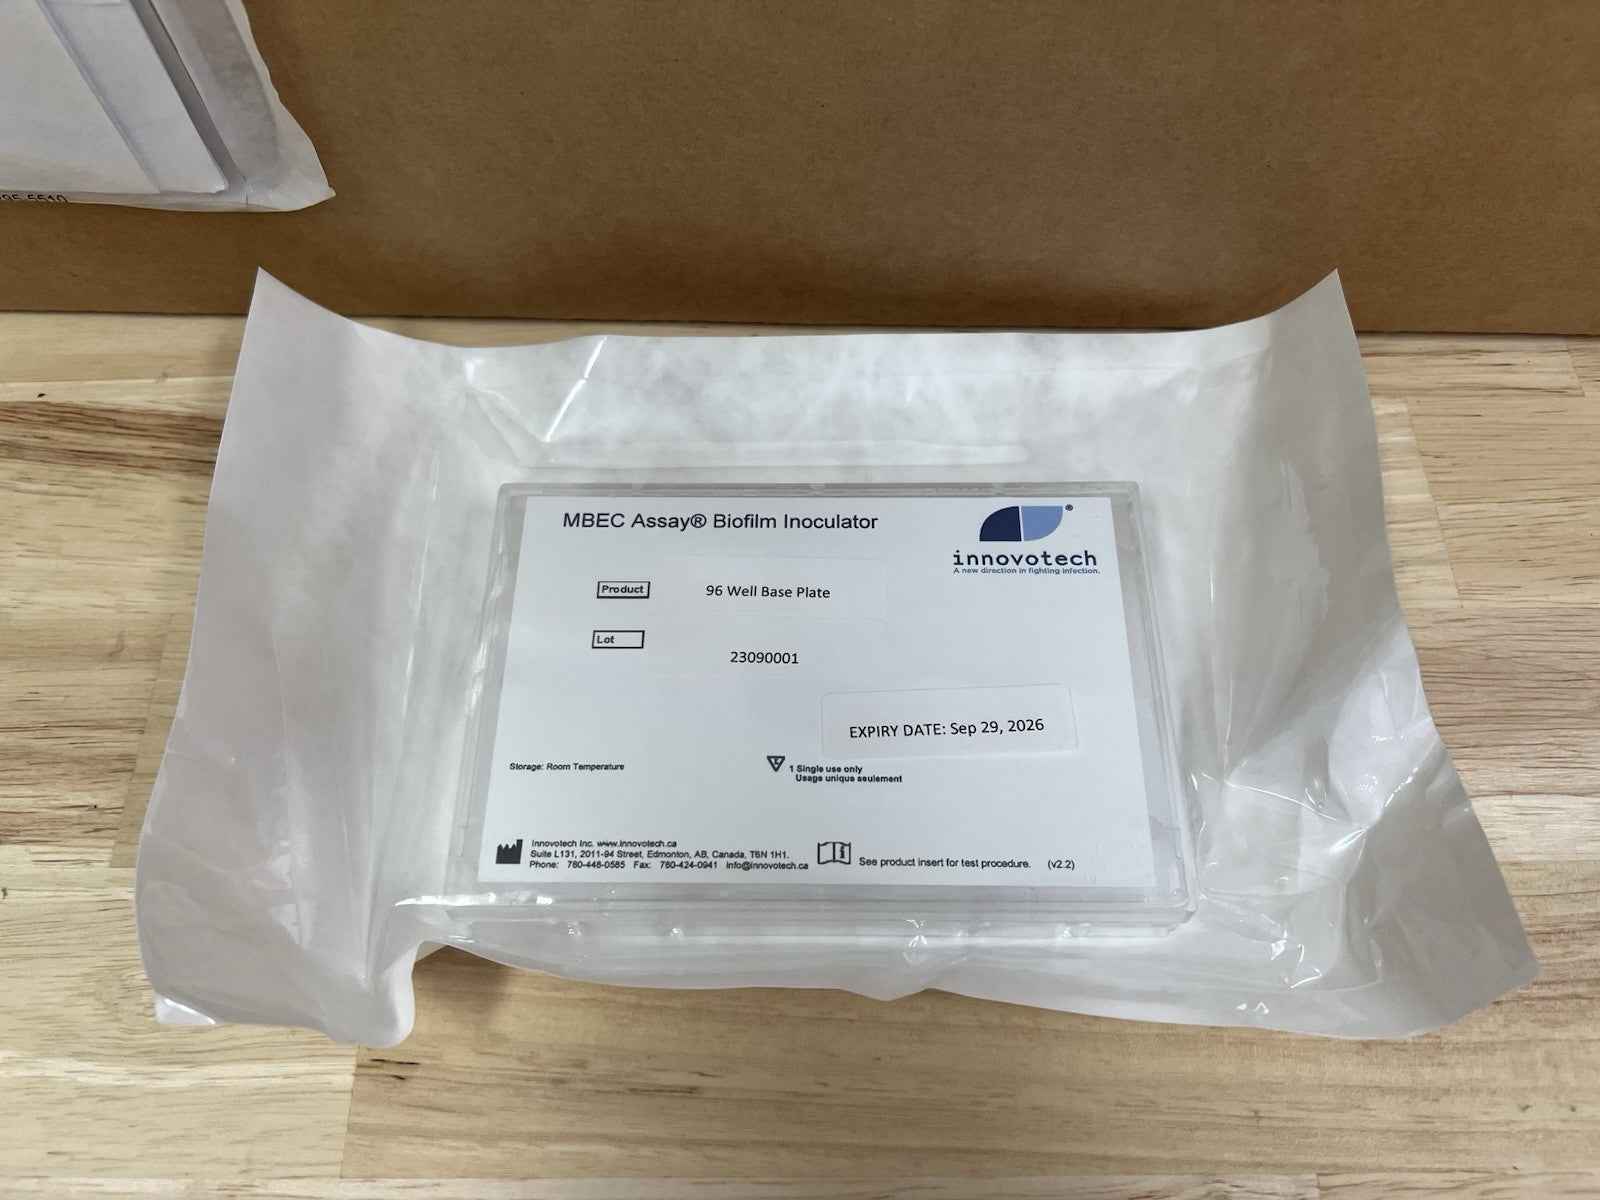 MBEC Assay® Biofilm Inoculator
®
innovotech
A new direction in fighting infection.
Product
96 Well Base Plate
Lot
23090001
EXPIRY DATE: Sep 29, 2026
Storage: Room Temperature
1 Single use only
Usage unique seulement
Innovotech Inc. www.innovotech.ca
Suite L131, 2011-94 Street, Edmonton, AB, Canada, T6N 1H1.
Phone: 780-448-0585 Fax: 780-424-0941 info@innovotech.ca
See product insert for test procedure. (v2.2)